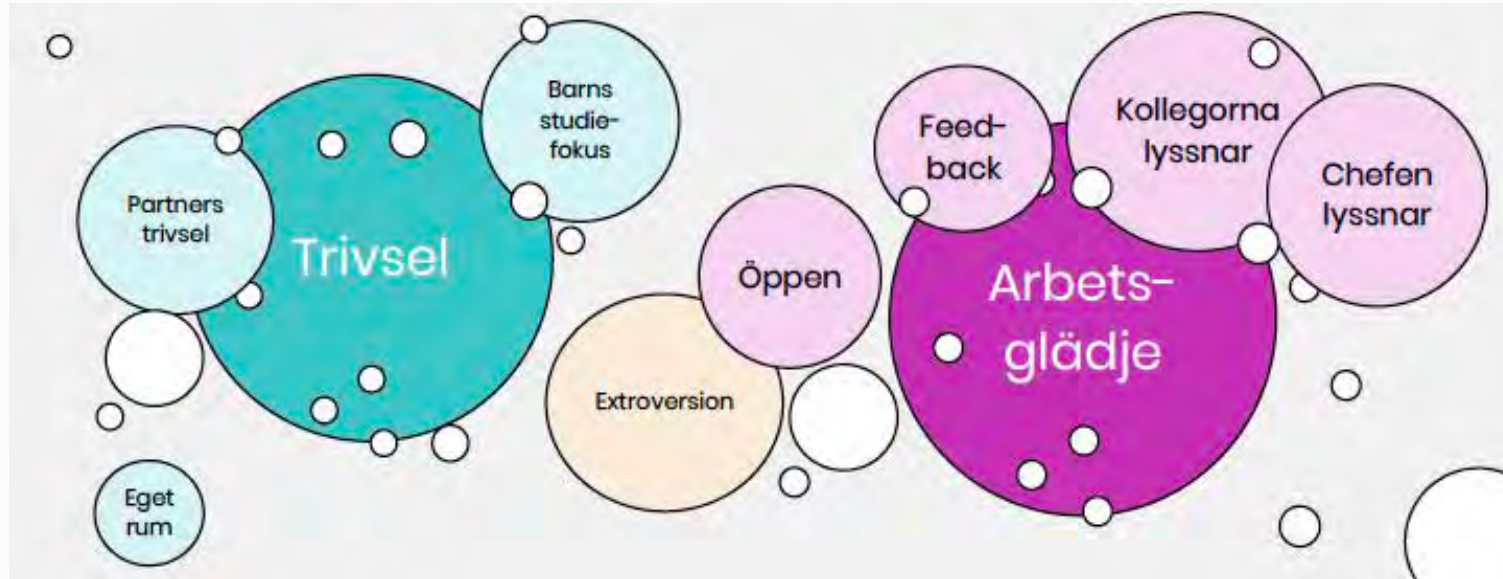 Partners
trivsel
Trivsel
Barns
studie-
fokus
Eget
rum
Extroversion
Öppen
Feed-
back
Kollegorna
lyssnar
Chefen
lyssnar
Arbets-
glädje